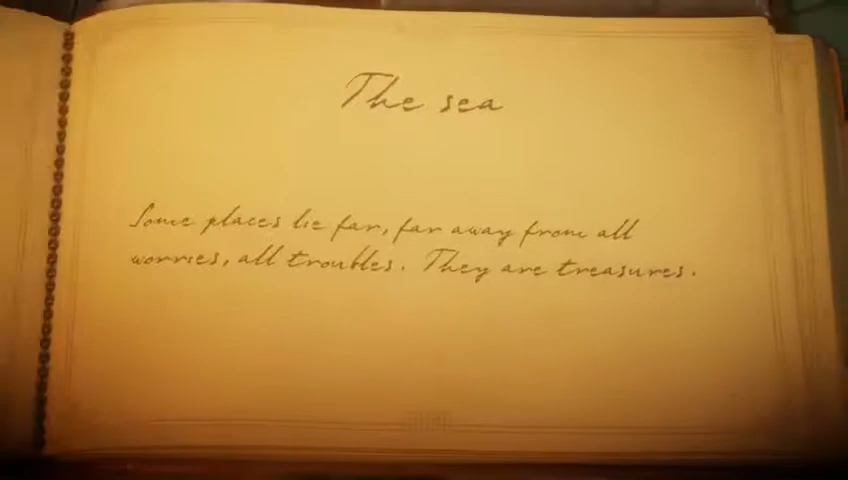 The sea
Some places lie far, far away from all
worries, all troubles. They are treasures.